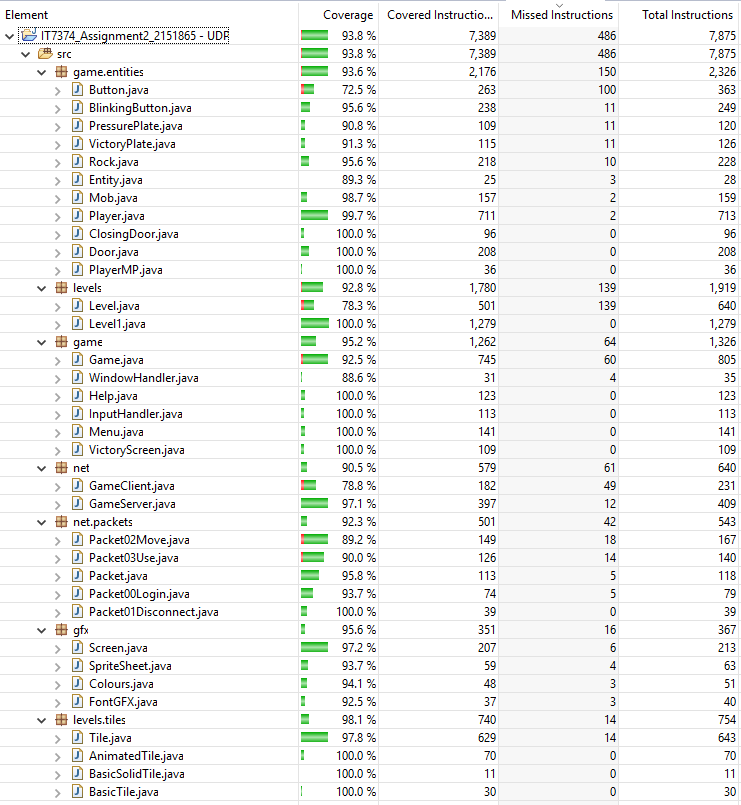 Element Coverage Covered Instructio... Missed Instructions Total Instructions
IT7374_Assignment2_2151865 - UDP 93.8 % 7,389 486 7,875
src 93.8 % 7,389 486 7,875
game.entities 93.6 % 2,176 150 2,326
Button.java 72.5 % 263 100 363
BlinkingButton.java 95.6 % 238 11 249
PressurePlate.java 90.8 % 109 11 120
VictoryPlate.java 91.3 % 115 11 126
Rock.java 95.6 % 218 10 228
Entity.java 89.3 % 25 3 28
Mob.java 98.7 % 157 2 159
Player.java 99.7 % 711 2 713
ClosingDoor.java 100.0 % 96 0 96
Door.java 100.0 % 208 0 208
PlayerMP.java 100.0 % 36 0 36
levels 92.8 % 1,780 139 1,919
Level.java 78.3 % 501 139 640
Level1.java 100.0 % 1,279 0 1,279
game 95.2 % 1,262 64 1,326
Game.java 92.5 % 745 60 805
WindowHandler.java 88.6 % 31 4 35
Help.java 100.0 % 123 0 123
InputHandler.java 100.0 % 113 0 113
Menu.java 100.0 % 141 0 141
VictoryScreen.java 100.0 % 109 0 109
net 90.5 % 579 61 640
GameClient.java 78.8 % 182 49 231
GameServer.java 97.1 % 397 12 409
net.packets 92.3 % 501 42 543
Packet02Move.java 89.2 % 149 18 167
Packet03Use.java 90.0 % 126 14 140
Packet.java 95.8 % 113 5 118
Packet00Login.java 93.7 % 74 5 79
Packet01Disconnect.java 100.0 % 39 0 39
gfx 95.6 % 351 16 367
Screen.java 97.2 % 207 6 213
SpriteSheet.java 93.7 % 59 4 63
Colours.java 94.1 % 48 3 51
FontGFX.java 92.5 % 37 3 40
levels.tiles 98.1 % 740 14 754
Tile.java 97.8 % 629 14 643
AnimatedTile.java 100.0 % 70 0 70
BasicSolidTile.java 100.0 % 11 0 11
BasicTile.java 100.0 % 30 0 30